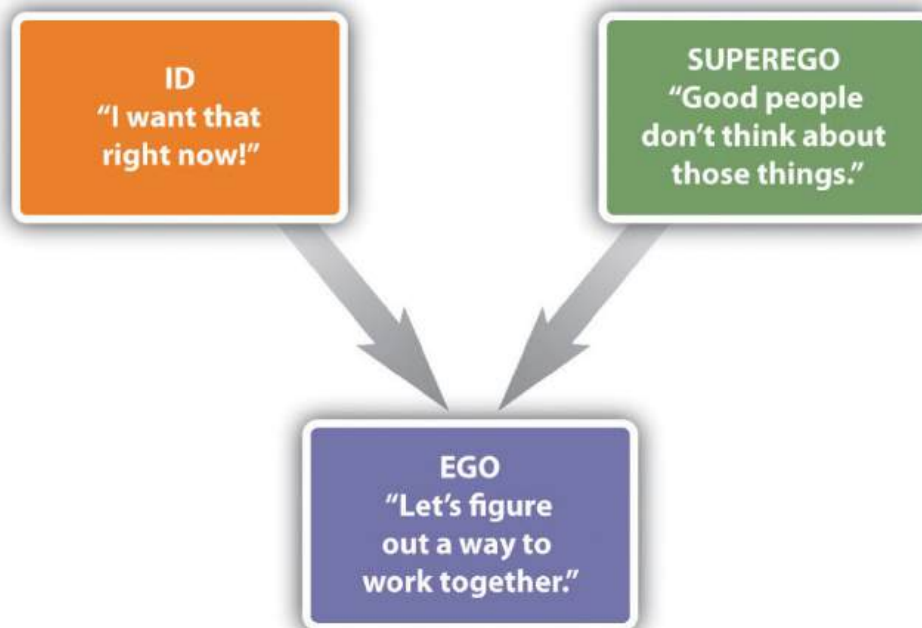 ID
“I want that
right now!”
SUPEREGO
“Good people
don’t think about
those things.”
EGO
“Let’s figure
out a way to
work together.”